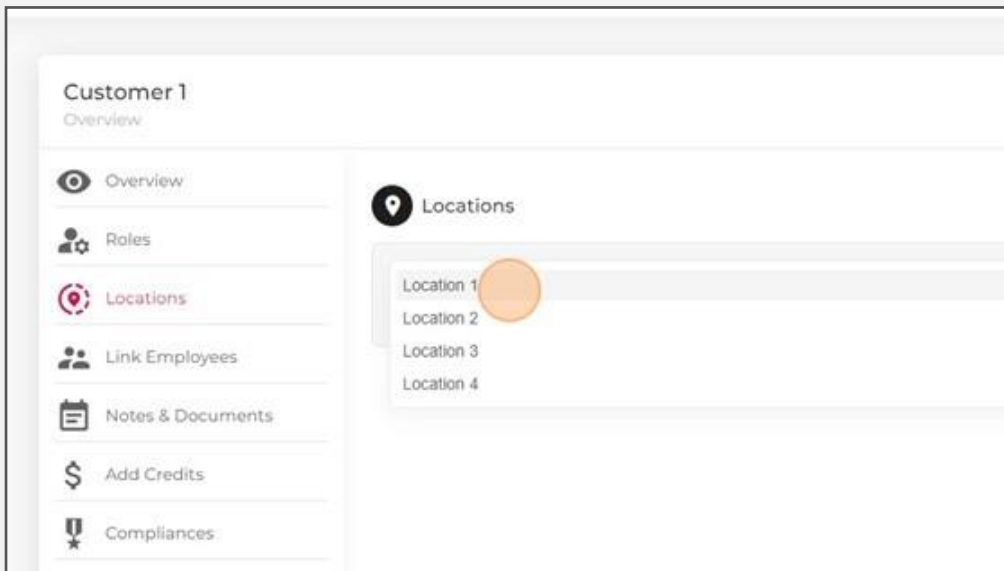 Customer 1
Overview
Overview
Roles
Locations
Link Employees
Notes & Documents
Add Credits
Compliances
Locations
Location 1
Location 2
Location 3
Location 4